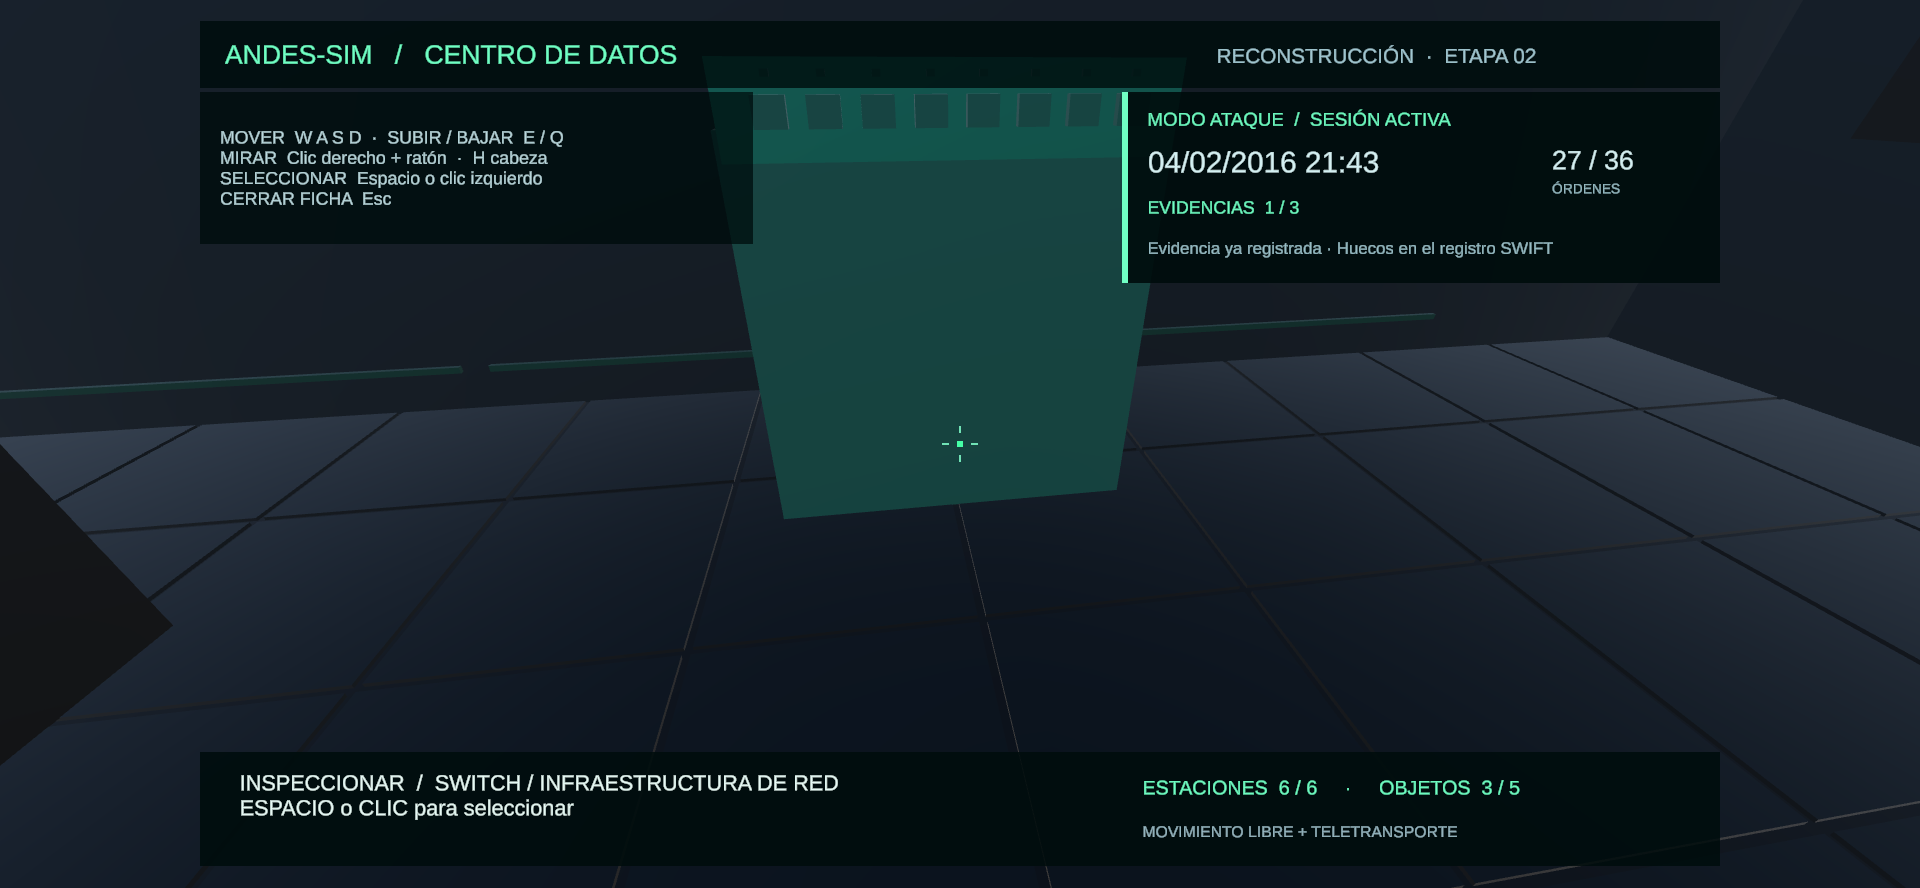 ANDES-SIM / CENTRO DE DATOS
RECONSTRUCCIÓN · ETAPA 02
MOVER W A S D · SUBIR / BAJAR E / Q
MIRAR Clic derecho + ratón · H cabeza
SELECCIONAR Espacio o clic izquierdo
CERRAR FICHA Esc
MODO ATAQUE / SESIÓN ACTIVA
04/02/2016 21:43
27 / 36
ÓRDENES
EVIDENCIAS 1 / 3
Evidencia ya registrada · Huecos en el registro SWIFT
INSPECCIONAR / SWITCH / INFRAESTRUCTURA DE RED
ESPACIO o CLIC para seleccionar
ESTACIONES 6 / 6 · OBJETOS 3 / 5
MOVIMIENTO LIBRE + TELETRANSPORTE